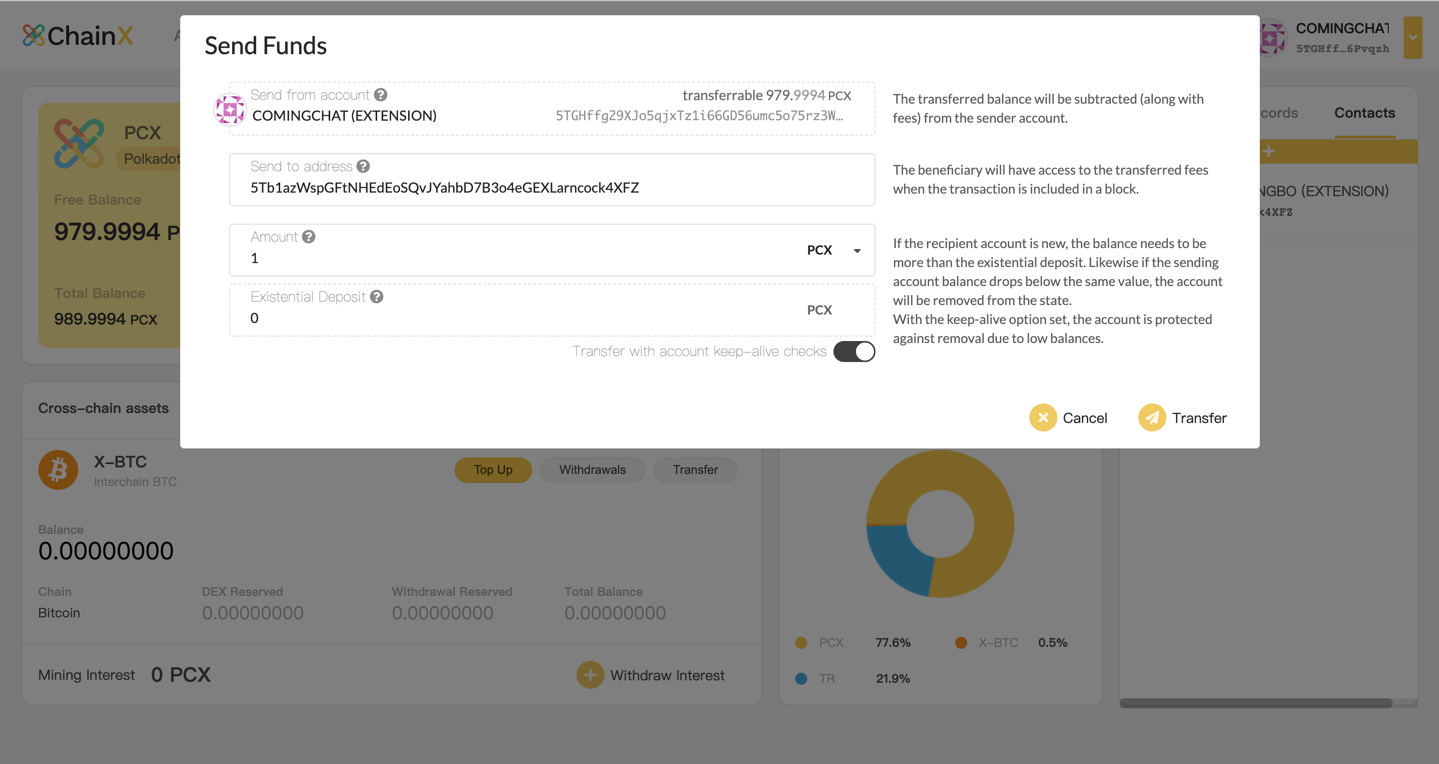 ChainX
A
COMINGCHAT
5TGHff…6Pvqzh
Send Funds
Send from account
transferrable 979.9994 PCX
COMINGCHAT (EXTENSION)
5TGHffg29XJo5qjxTz1i66GD56umc5o75rz3W…
The transferred balance will be subtracted (along with
fees) from the sender account.
Send to address
5Tb1azWspGFtNHEdEoSQvJYahbD7B3o4eGEXLarncock4XFZ
The beneficiary will have access to the transferred fees
when the transaction is included in a block.
Amount
1
PCX
Existential Deposit
0
PCX
Transfer with account keep-alive checks
If the recipient account is new, the balance needs to be
more than the existential deposit. Likewise if the sending
account balance drops below the same value, the account
will be removed from the state.
With the keep-alive option set, the account is protected
against removal due to low balances.
Cancel
Transfer
PCX
Polkadot
Free Balance
979.9994 P
Total Balance
989.9994 PCX
cords
Contacts
+
NGBO (EXTENSION)
k4XFZ
Cross-chain assets
X-BTC
Interchain BTC
Top Up
Withdrawals
Transfer
Balance
0.00000000
Chain
DEX Reserved
Withdrawal Reserved
Total Balance
Bitcoin
0.00000000
0.00000000
0.00000000
Mining Interest
0 PCX
Withdraw Interest
PCX
77.6%
X-BTC
0.5%
TR
21.9%